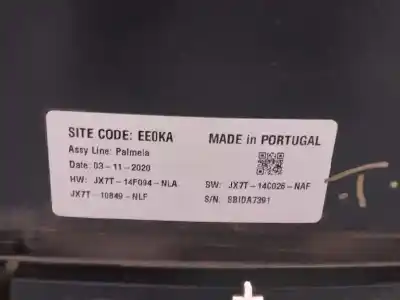 SITE CODE: EE0KA MADE in PORTUGAL
Assy Line: Palmela
Date: 03-11-2020
HW: JX7T-14F094-NLA SW: JX7T-14C026-NAF
JX7T-10849-NLF S/N. SBIDA7391